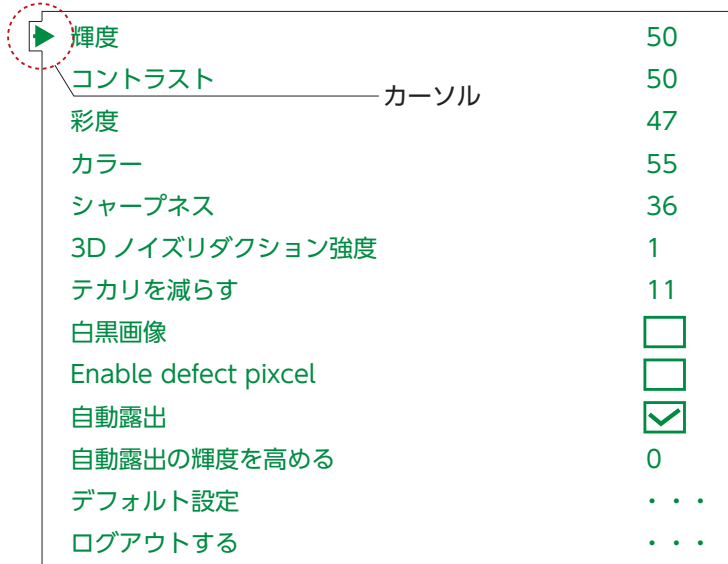 輝度 50
コントラスト 50
カーソル
彩度 47
カラー 55
シャープネス 36
3D ノイズリダクション強度 1
テカリを減らす 11
白黒画像
Enable defect pixcel
自動露出
自動露出の輝度を高める 0
デフォルト設定 ・・・
ログアウトする ・・・